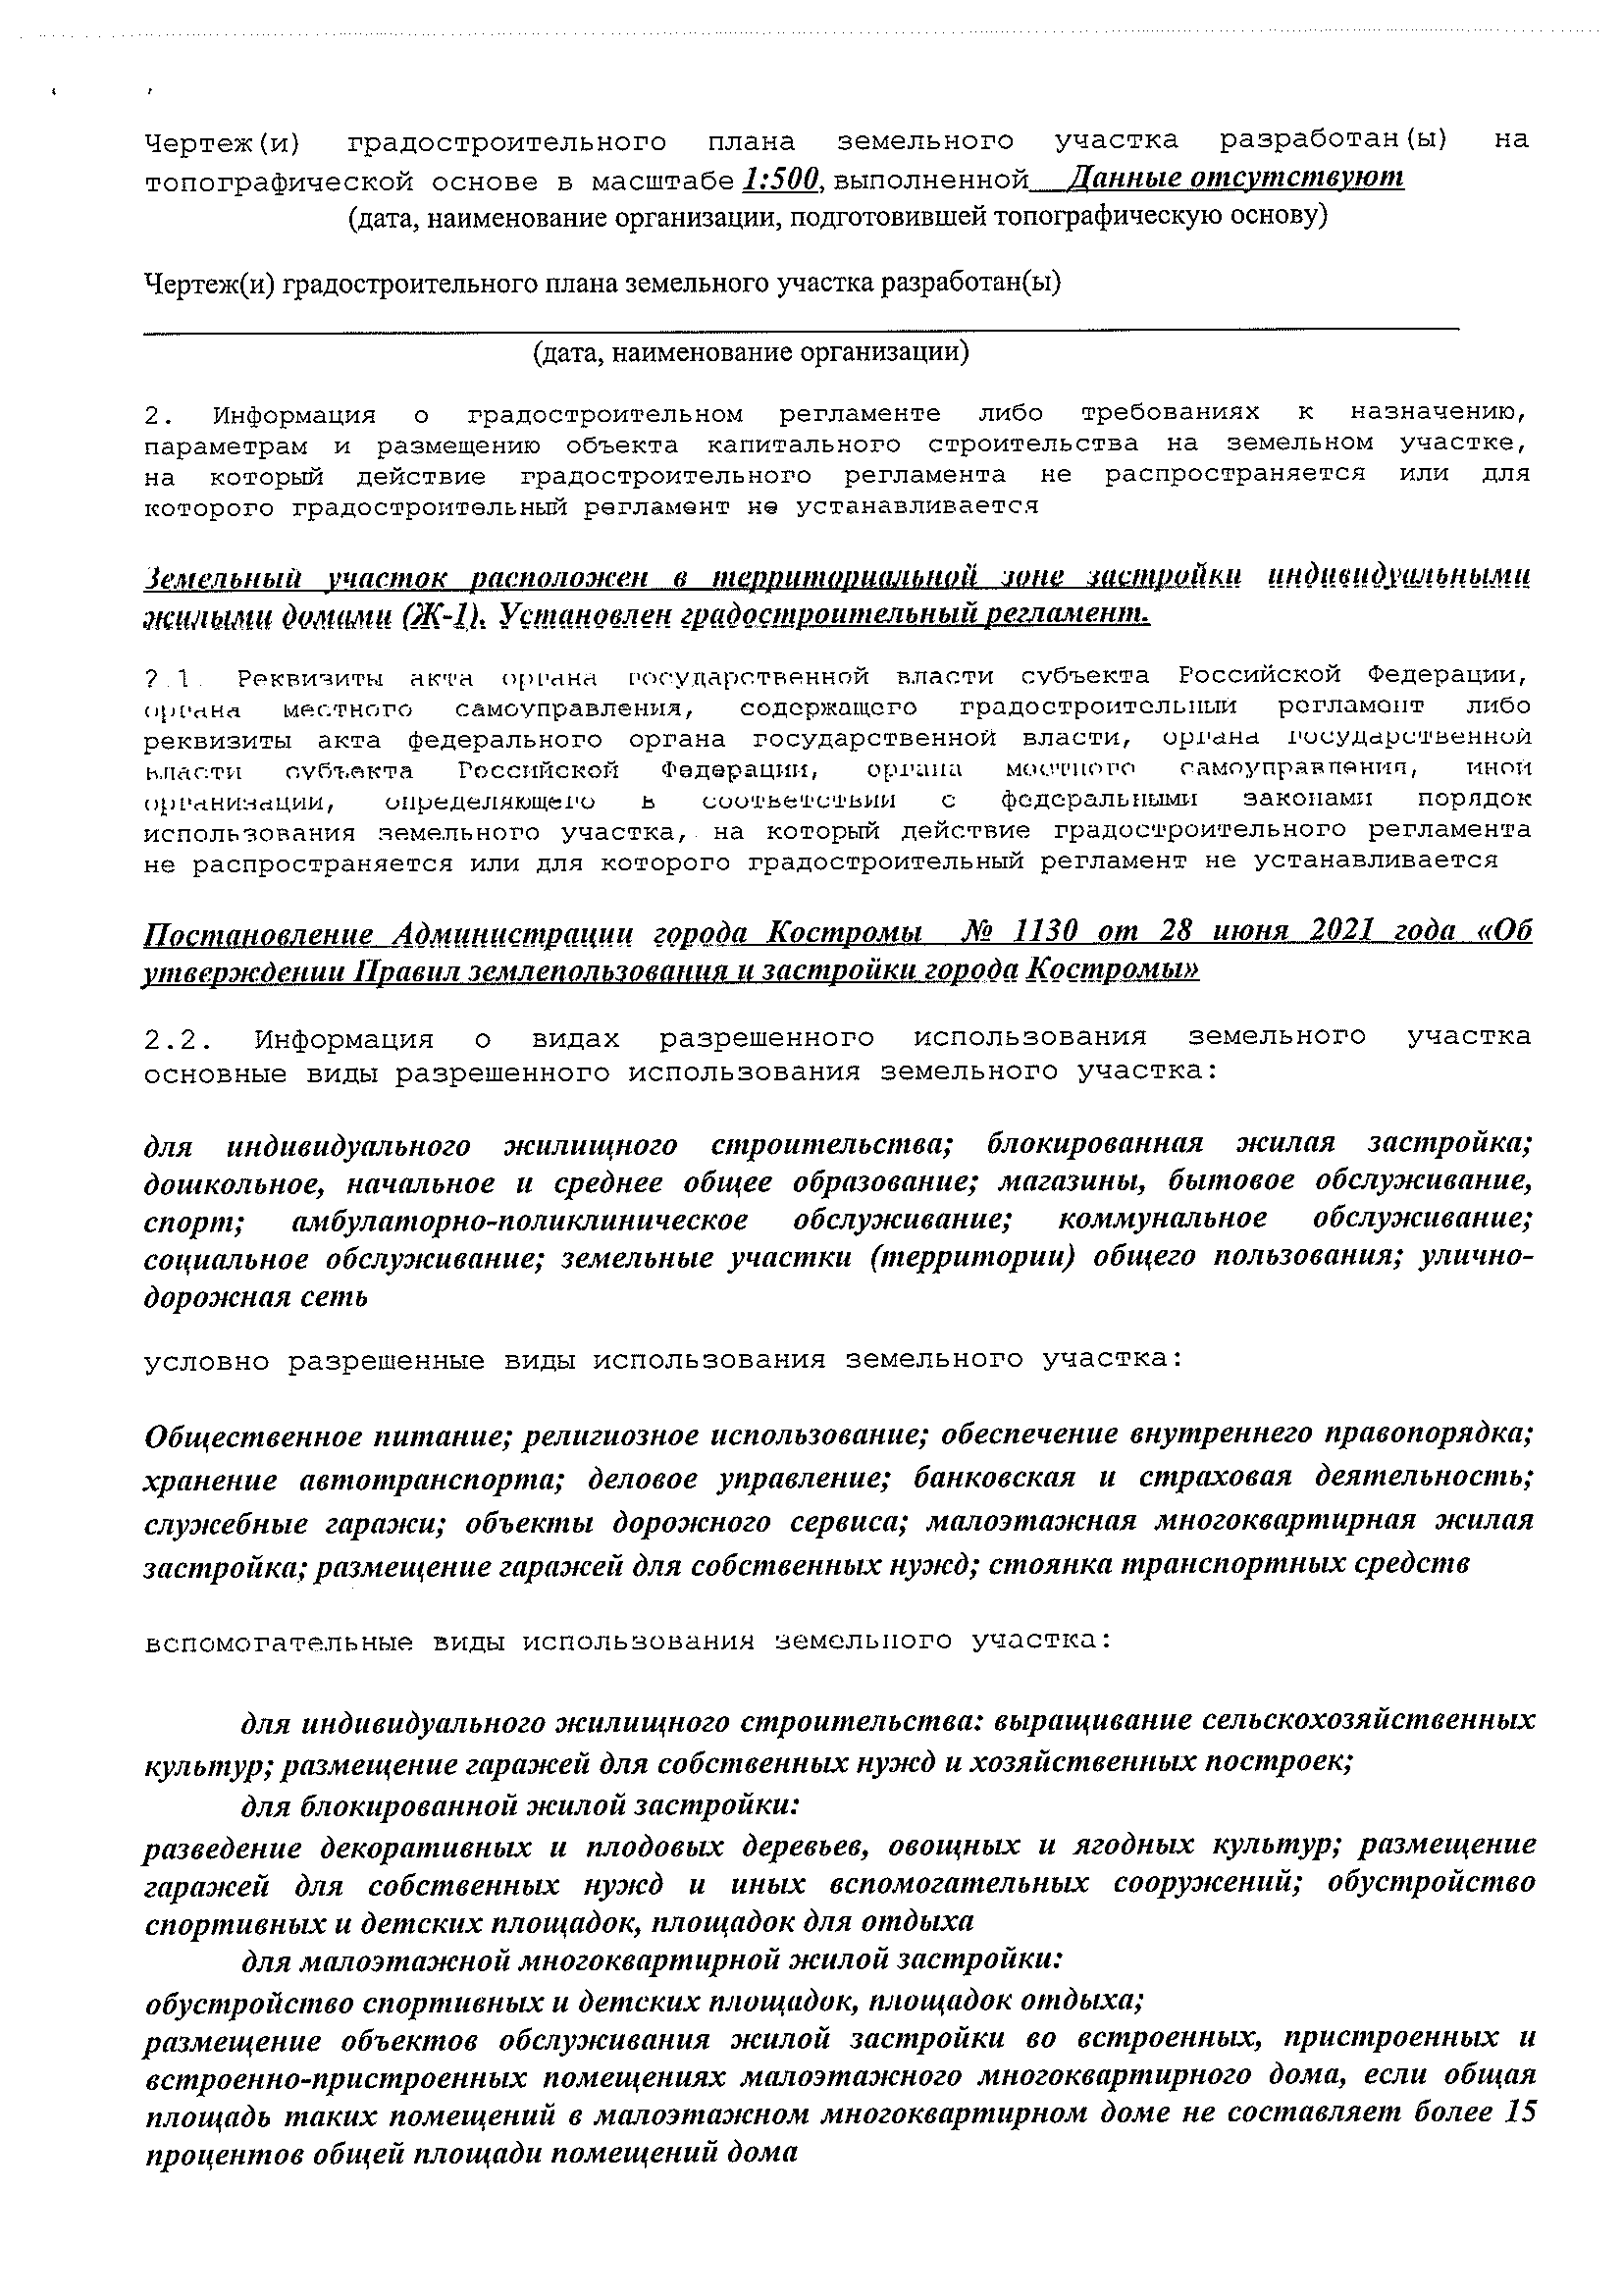 Чертеж(и) градостроительного плана земельного участка разработан(ы) на
топографической основе в масштабе 1:500, выполненной Данные отсутствуют
(дата, наименование организации, подготовившей топографическую основу)
Чертеж(и) градостроительного плана земельного участка разработан(ы)
(дата, наименование организации)
2. Информация о градостроительном регламенте либо требованиях к назначению,
параметрам и размещению объекта капитального строительства на земельном участке,
на который действие градостроительного регламента не распространяется или для
которого градостроительный регламент не устанавливается
Земельный участок расположен в территориальной зоне застройки индивидуальными
жилыми домами (Ж-1). Установлен градостроительный регламент.
2.1. Реквизиты акта органа государственной власти субъекта Российской Федерации,
органа местного самоуправления, содержащего градостроительный регламент либо
реквизиты акта федерального органа государственной власти, органа государственной
власти субъекта Российской Федерации, органа местного самоуправления, иной
организации, определяющего в соответствии с федеральными законами порядок
использования земельного участка, на который действие градостроительного регламента
не распространяется или для которого градостроительный регламент не устанавливается
Постановление Администрации города Костромы № 1130 от 28 июня 2021 года «Об
утверждении Правил землепользования и застройки города Костромы»
2.2. Информация о видах разрешенного использования земельного участка
основные виды разрешенного использования земельного участка:
для индивидуального жилищного строительства; блокированная жилая застройка;
дошкольное, начальное и среднее общее образование; магазины, бытовое обслуживание,
спорт; амбулаторно-поликлиническое обслуживание; коммунальное обслуживание;
социальное обслуживание; земельные участки (территории) общего пользования; улично-
дорожная сеть
условно разрешенные виды использования земельного участка:
Общественное питание; религиозное использование; обеспечение внутреннего правопорядка;
хранение автотранспорта; деловое управление; банковская и страховая деятельность;
служебные гаражи; объекты дорожного сервиса; малоэтажная многоквартирная жилая
застройка; размещение гаражей для собственных нужд; стоянка транспортных средств
вспомогательные виды использования земельного участка:
для индивидуального жилищного строительства: выращивание сельскохозяйственных
культур; размещение гаражей для собственных нужд и хозяйственных построек;
для блокированной жилой застройки:
разведение декоративных и плодовых деревьев, овощных и ягодных культур; размещение
гаражей для собственных нужд и иных вспомогательных сооружений; обустройство
спортивных и детских площадок, площадок для отдыха
для малоэтажной многоквартирной жилой застройки:
обустройство спортивных и детских площадок, площадок отдыха;
размещение объектов обслуживания жилой застройки во встроенных, пристроенных и
встроенно-пристроенных помещениях малоэтажного многоквартирного дома, если общая
площадь таких помещений в малоэтажном многоквартирном доме не составляет более 15
процентов общей площади помещений дома